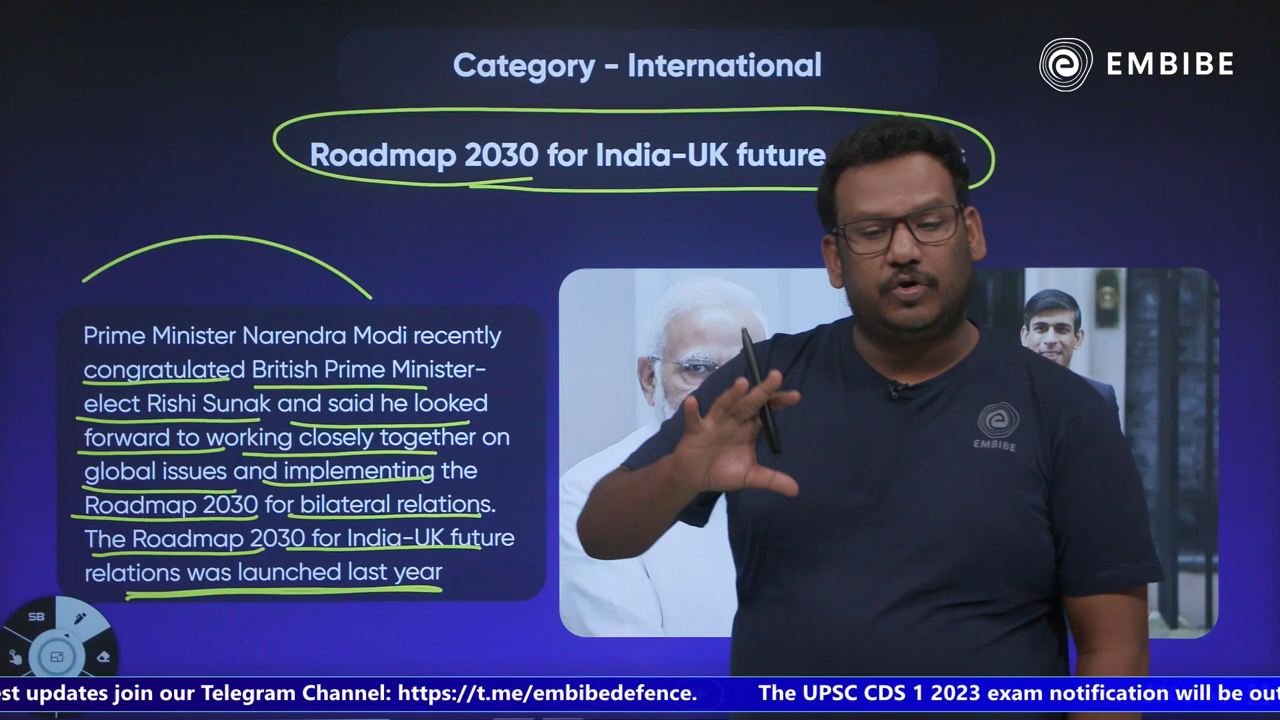 Category - International
EMBIBE
Roadmap 2030 for India-UK future
Prime Minister Narendra Modi recently
congratulated British Prime Minister-
elect Rishi Sunak and said he looked
forward to working closely together on
global issues and implementing the
Roadmap 2030 for bilateral relations.
The Roadmap 2030 for India-UK future
relations was launched last year
EMBIBE
SB
est updates join our Telegram Channel: https://t.me/embibedefence. The UPSC CDS 1 2023 exam notification will be out